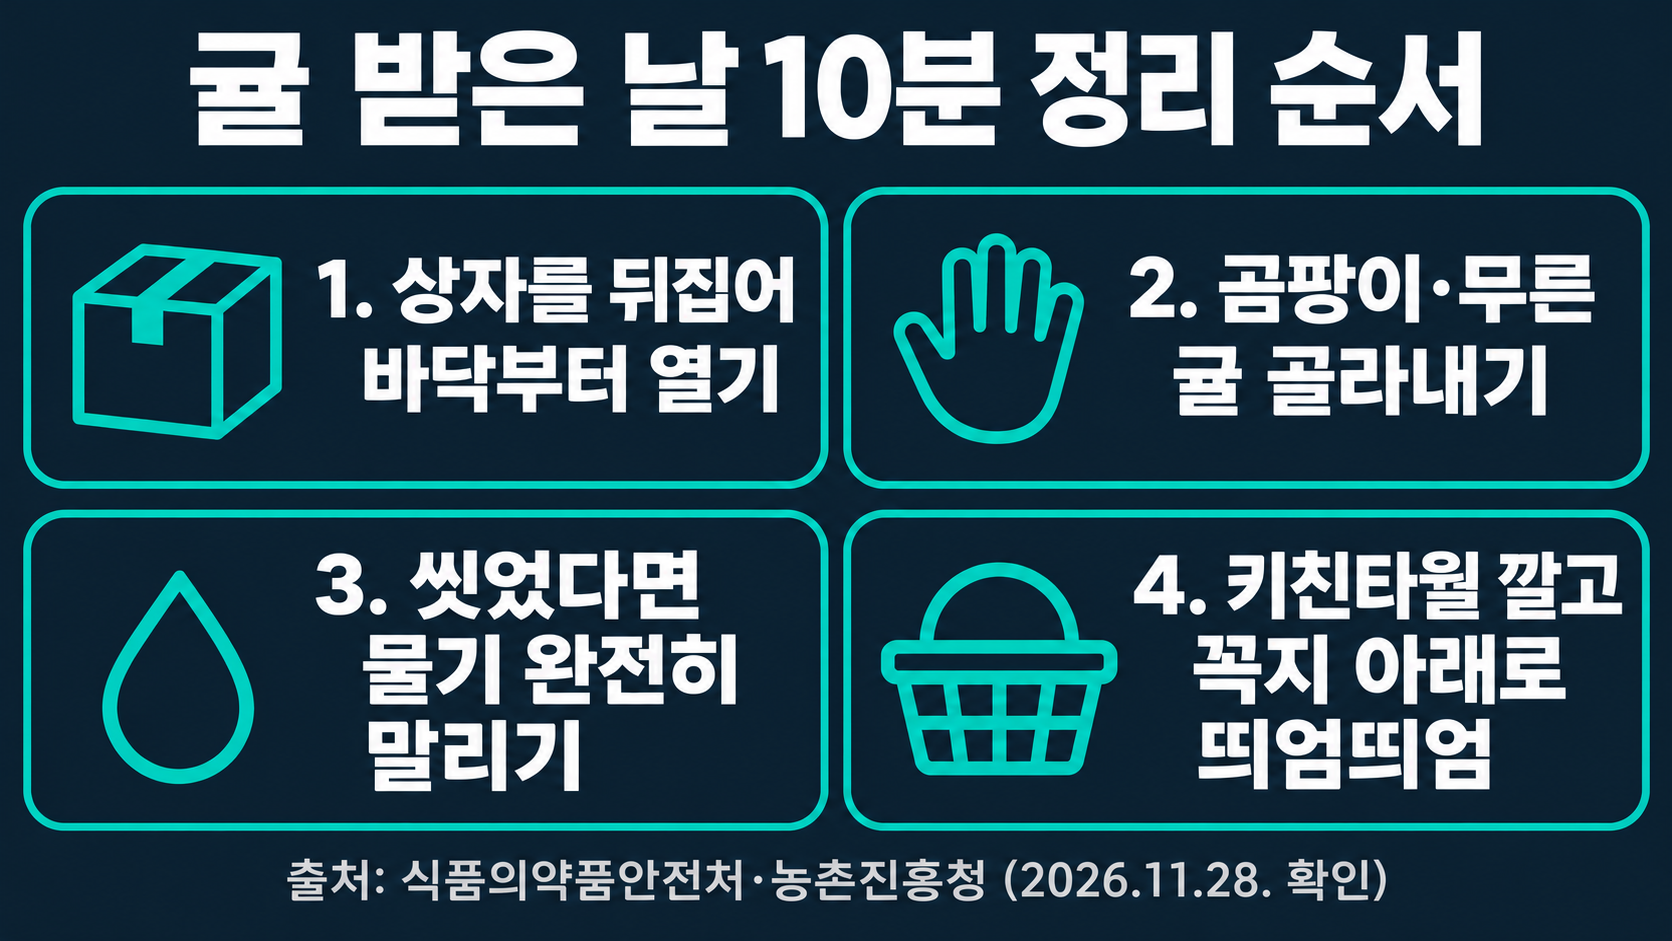 귤 받은 날 10분 정리 순서
1. 상자를 뒤집어
바닥부터 열기
2. 곰팡이·무른
귤 골라내기
3. 씻었다면
물기 완전히
말리기
4. 키친타월 깔고
꼭지 아래로
띄엄띄엄
출처: 식품의약품안전처·농촌진흥청 (2026.11.28. 확인)